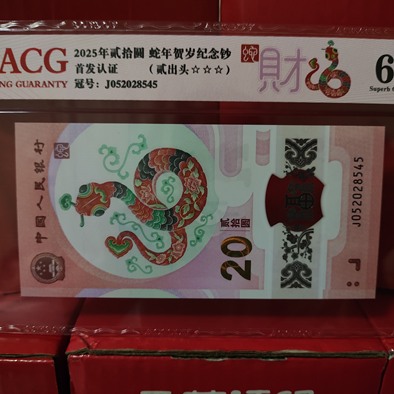 ACG
NG GUARANTY
2025年贰拾圆 蛇年贺岁纪念钞
首发认证 (贰出头☆☆☆)
冠号: J052028545
財
6
Superb
中国人民银行
20
贰拾圆
J052028545